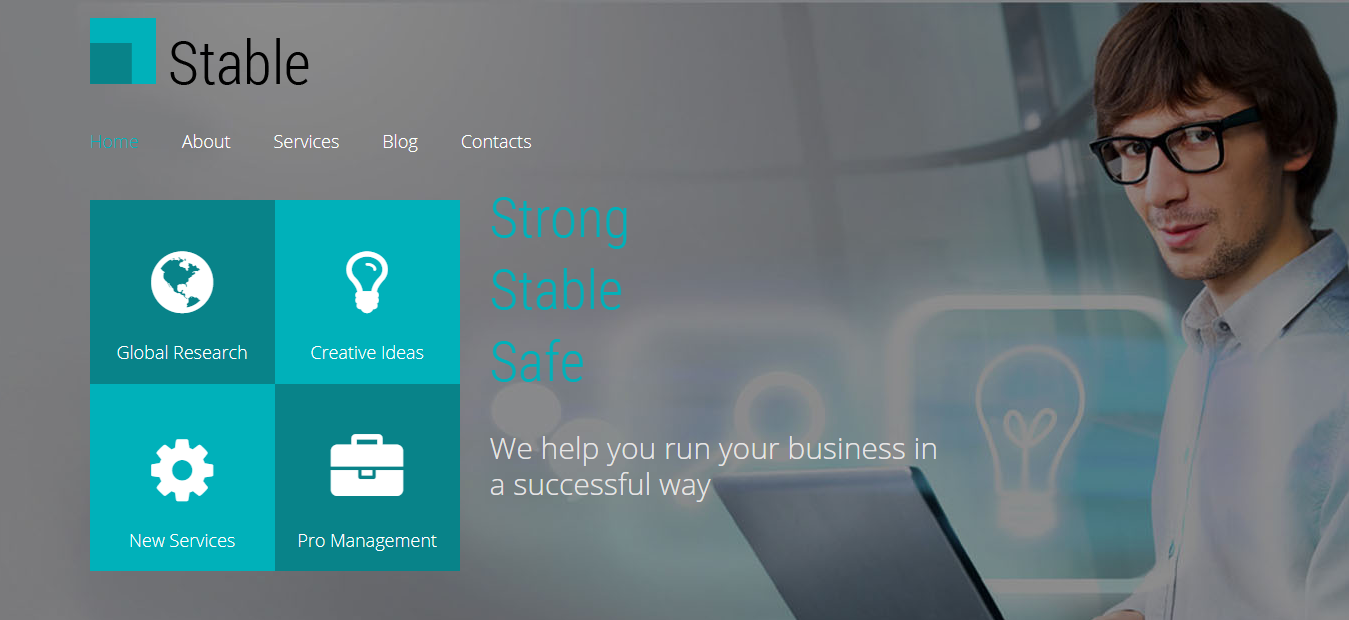 Stable
Home About Services Blog Contacts
Strong
Stable
Safe
Global Research Creative Ideas
We help you run your business in
a successful way
New Services Pro Management